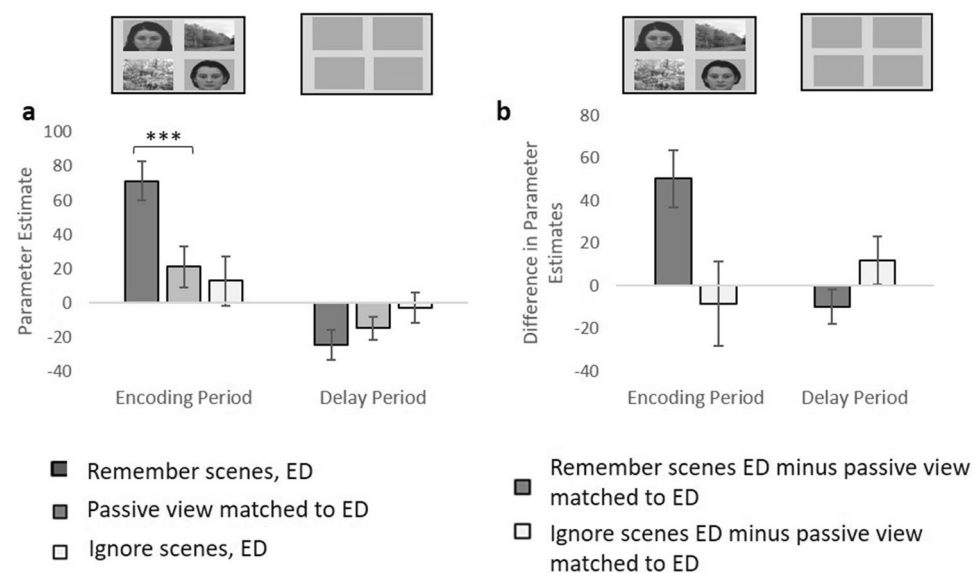 a
100
80
60
40
20
0
-20
-40
Parameter Estimate
***
Encoding Period
Delay Period
Remember scenes, ED
Passive view matched to ED
Ignore scenes, ED
b
80
60
40
20
0
-20
-40
Difference in Parameter
Estimates
Encoding Period
Delay Period
Remember scenes ED minus passive view
matched to ED
Ignore scenes ED minus passive view
matched to ED